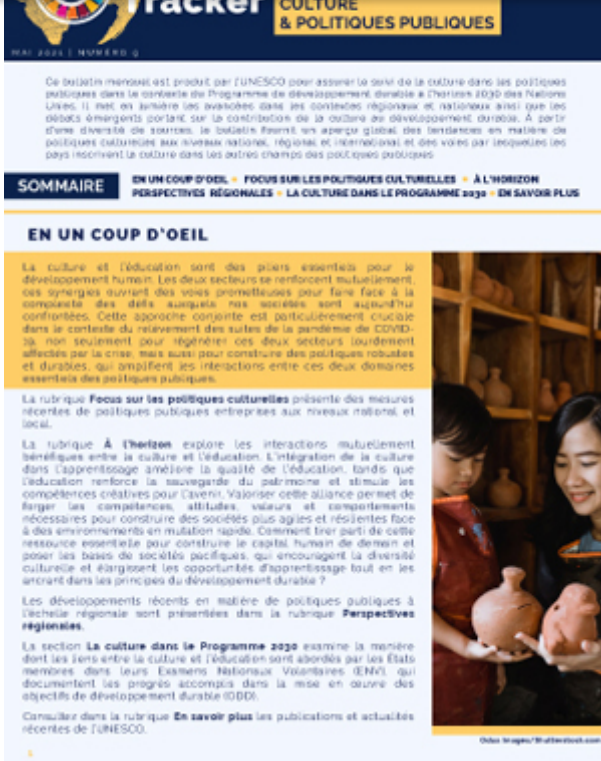 Tracker
CULTURE
& POLITIQUES PUBLIQUES
MAI 2021 | NUMÉRO 9
Ce bulletin mensuel est produit par l'UNESCO pour assurer le suivi de la culture dans les politiques
publiques dans le contexte du Programme de développement durable à l'horizon 2030 des Nations
Unies. Il met en lumière les avancées dans les contextes régionaux et nationaux ainsi que les
débats émergents portant sur la contribution de la culture au développement durable. À partir
d'une diversité de sources, le bulletin fournit un aperçu global des tendances en matière de
politiques culturelles aux niveaux national, régional et international et des voies par lesquelles les
pays inscrivent la culture dans les autres champs des politiques publiques
SOMMAIRE
EN UN COUP D'OEIL • FOCUS SUR LES POLITIQUES CULTURELLES • À L'HORIZON
PERSPECTIVES RÉGIONALES • LA CULTURE DANS LE PROGRAMME 2030 • EN SAVOIR PLUS
EN UN COUP D'OEIL
La culture et l'éducation sont des piliers essentiels pour le
développement humain. Les deux secteurs se renforcent mutuellement,
ces synergies ouvrant des voies prometteuses pour faire face à la
complexité des défis auxquels nos sociétés sont aujourd'hui
confrontées. Cette approche conjointe est particulièrement cruciale
dans le contexte du relèvement des suites de la pandémie de COVID-
19, non seulement pour régénérer ces deux secteurs lourdement
affectés par la crise, mais aussi pour construire des politiques robustes
et durables, qui amplifient les interactions entre ces deux domaines
essentiels des politiques publiques.
La rubrique Focus sur les politiques culturelles présente des mesures
récentes de politiques publiques entreprises aux niveaux national et
local.
La rubrique À l'horizon explore les interactions mutuellement
bénéfiques entre la culture et l'éducation. L'intégration de la culture
dans l'apprentissage améliore la qualité de l'éducation, tandis que
l'éducation renforce la sauvegarde du patrimoine et stimule les
compétences créatives pour l'avenir. Valoriser cette alliance permet de
forger les compétences, attitudes, valeurs et comportements
nécessaires pour construire des sociétés plus agiles et résilientes face
à des environnements en mutation rapide. Comment tirer parti de cette
ressource essentielle pour construire le capital humain de demain et
poser les bases de sociétés pacifiques, qui encouragent la diversité
culturelle et élargissent les opportunités d'apprentissage tout en les
ancrant dans les principes du développement durable ?
Les développements récents en matière de politiques publiques à
l'échelle régionale sont présentées dans la rubrique Perspectives
régionales.
La section La culture dans le Programme 2030 examine la manière
dont les liens entre la culture et l'éducation sont abordés par les États
membres dans leurs Examens Nationaux Volontaires (ENV), qui
documentent les progrès accomplis dans la mise en œuvre des
objectifs de développement durable (ODD).
Consultez dans la rubrique En savoir plus les publications et actualités
récentes de l'UNESCO.
Odua Images/Shutterstock.com
1